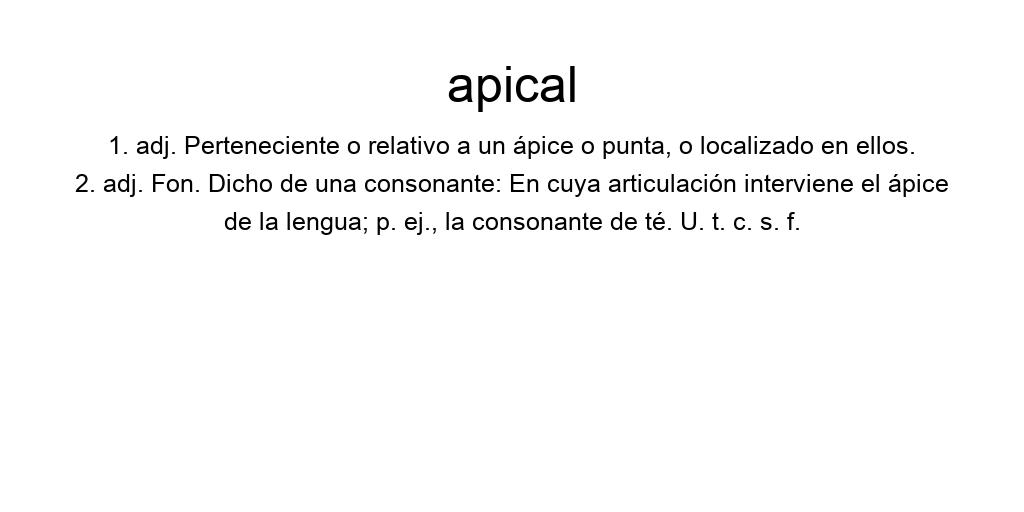 apical
1. adj. Perteneciente o relativo a un ápice o punta, o localizado en ellos.
2. adj. Fon. Dicho de una consonante: En cuya articulación interviene el ápice
de la lengua; p. ej., la consonante de té. U. t. c. s. f.